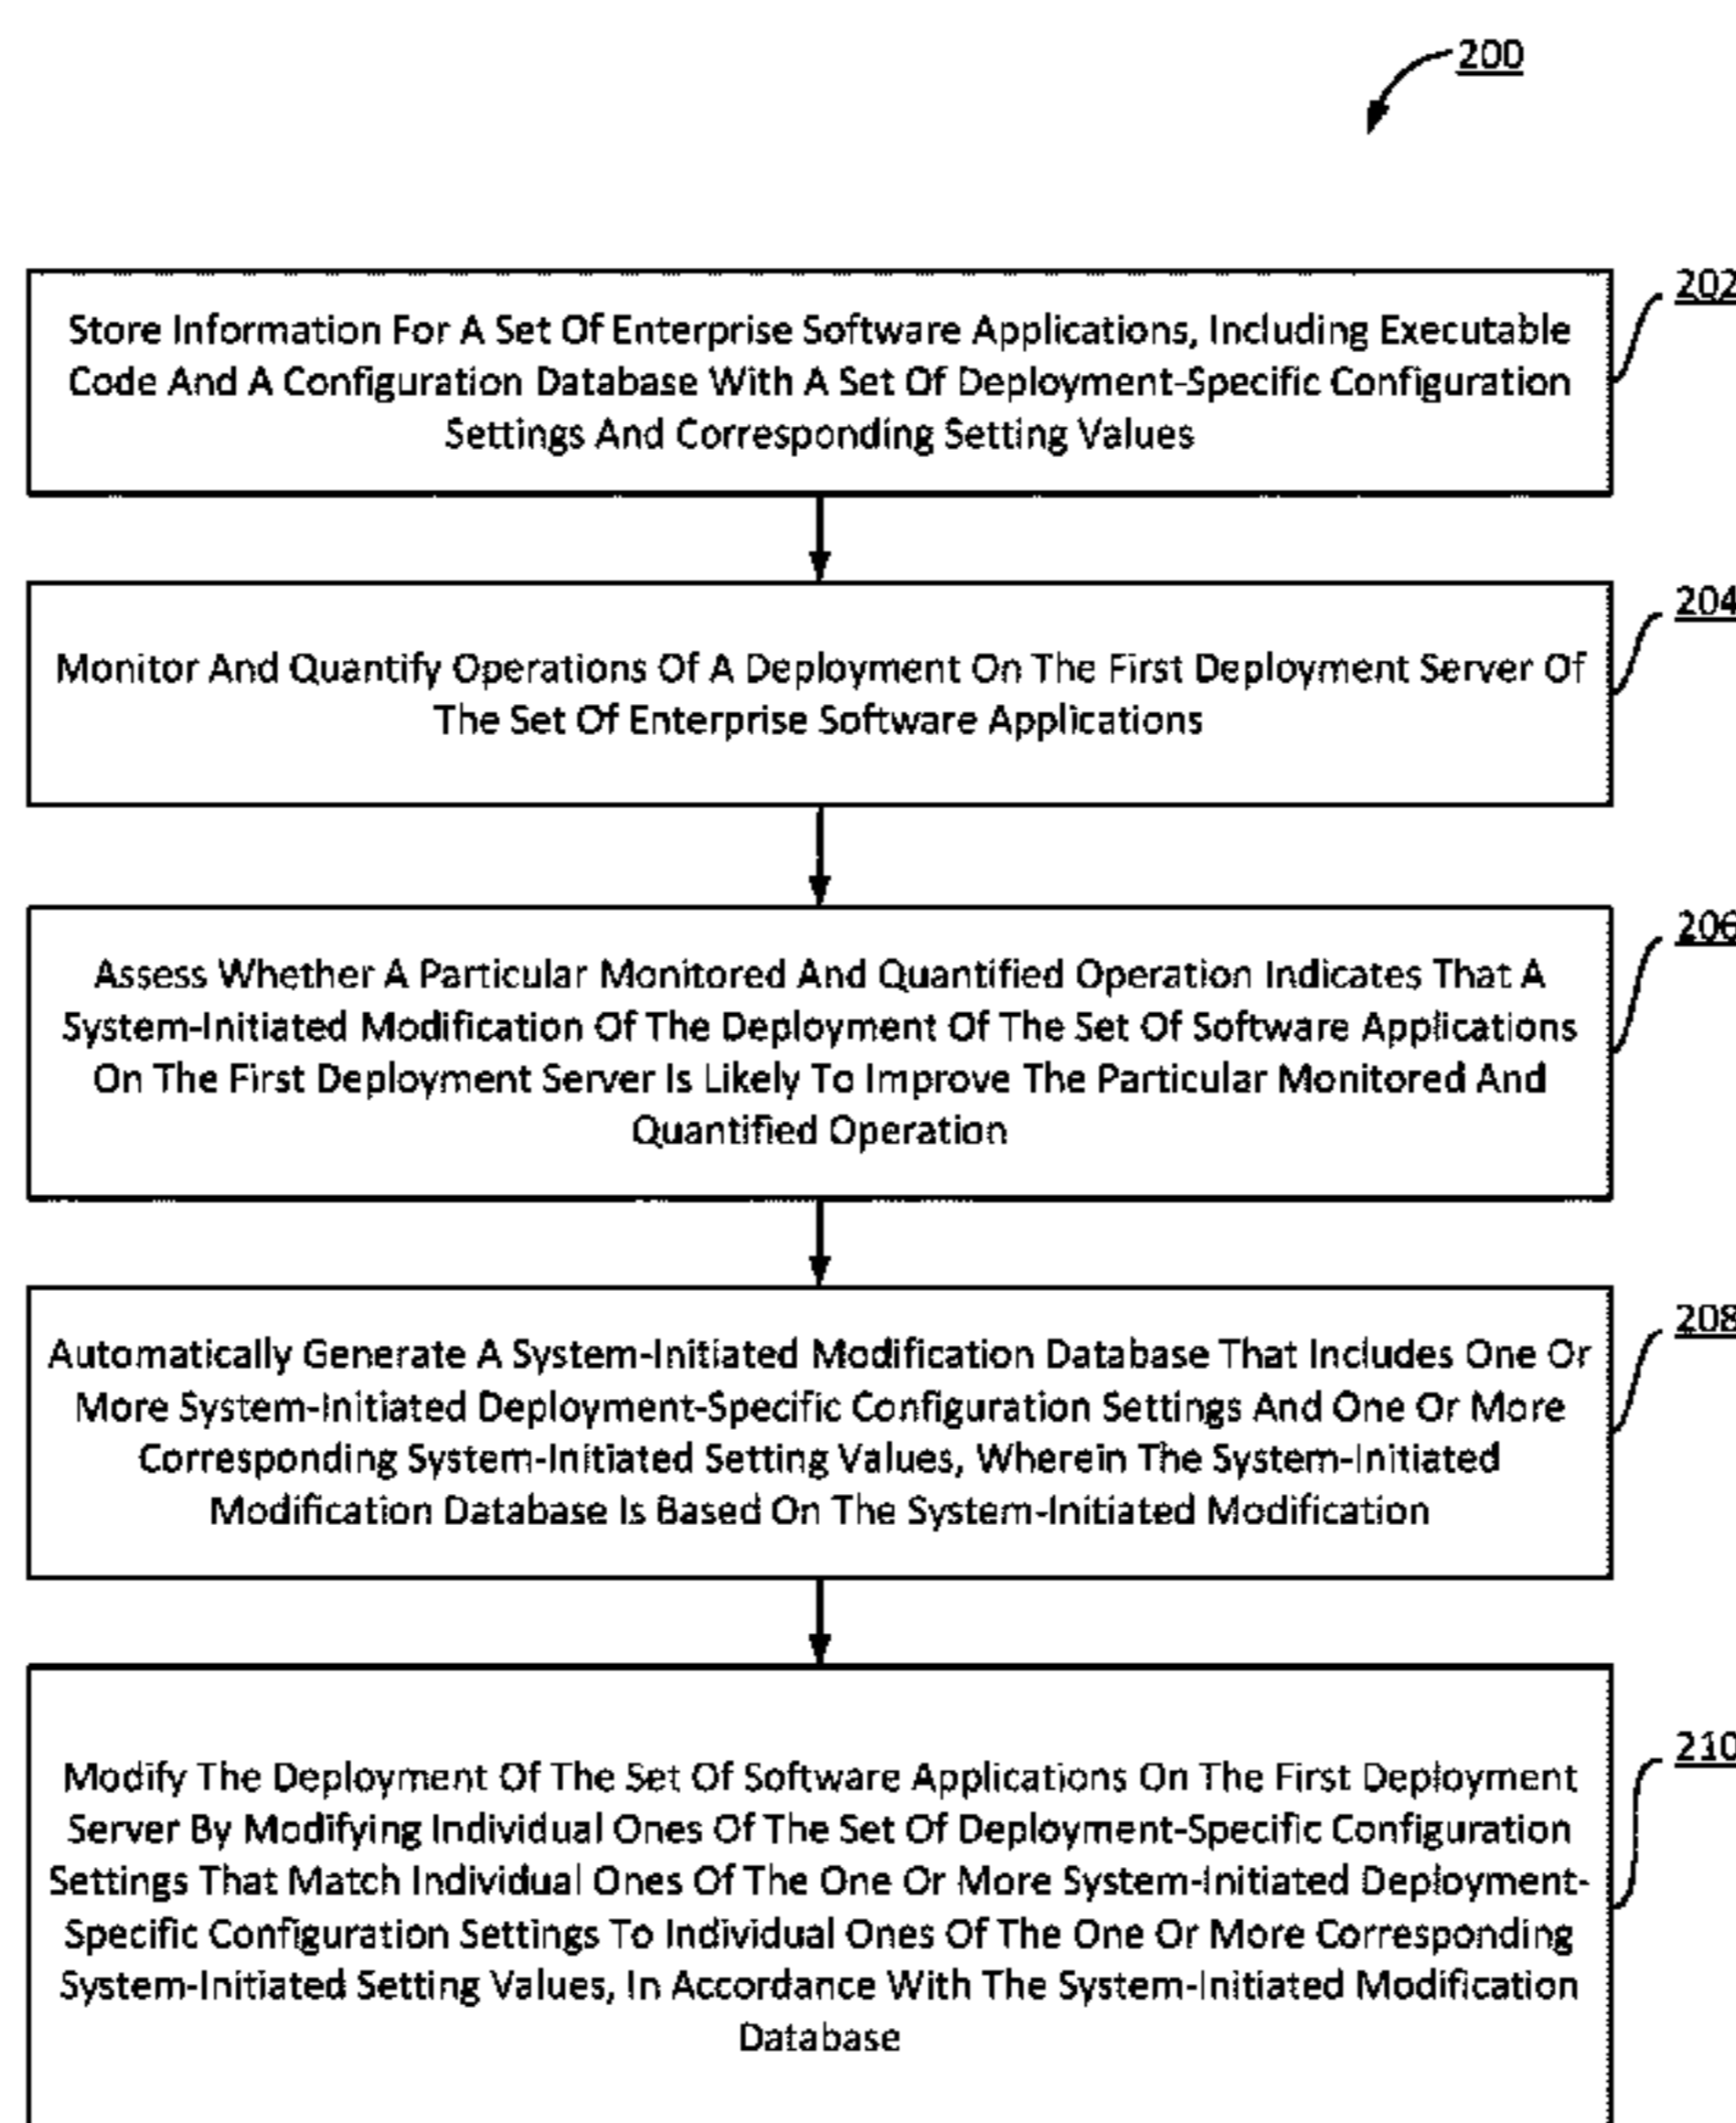 200
202
Store Information For A Set Of Enterprise Software Applications, Including Executable
Code And A Configuration Database With A Set Of Deployment-Specific Configuration
Settings And Corresponding Setting Values
204
Monitor And Quantify Operations Of A Deployment On The First Deployment Server Of
The Set Of Enterprise Software Applications
206
Assess Whether A Particular Monitored And Quantified Operation Indicates That A
System-Initiated Modification Of The Deployment Of The Set Of Software Applications
On The First Deployment Server Is Likely To Improve The Particular Monitored And
Quantified Operation
208
Automatically Generate A System-Initiated Modification Database That Includes One Or
More System-Initiated Deployment-Specific Configuration Settings And One Or More
Corresponding System-Initiated Setting Values, Wherein The System-Initiated
Modification Database Is Based On The System-Initiated Modification
210
Modify The Deployment Of The Set Of Software Applications On The First Deployment
Server By Modifying Individual Ones Of The Set Of Deployment-Specific Configuration
Settings That Match Individual Ones Of The One Or More System-Initiated Deployment-
Specific Configuration Settings To Individual Ones Of The One Or More Corresponding
System-Initiated Setting Values, In Accordance With The System-Initiated Modification
Database